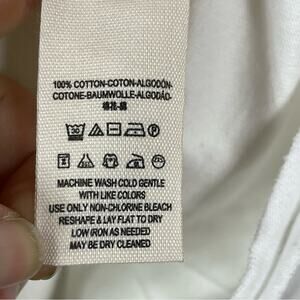 100% COTTON-COTON-ALGODÓN-
COTONE-BAUMWOLLE-ALGODÃO-
MACHINE WASH COLD GENTLE
WITH LIKE COLORS
USE ONLY NON-CHLORINE BLEACH
RESHAPE & LAY FLAT TO DRY
LOW IRON AS NEEDED
MAY BE DRY CLEANED